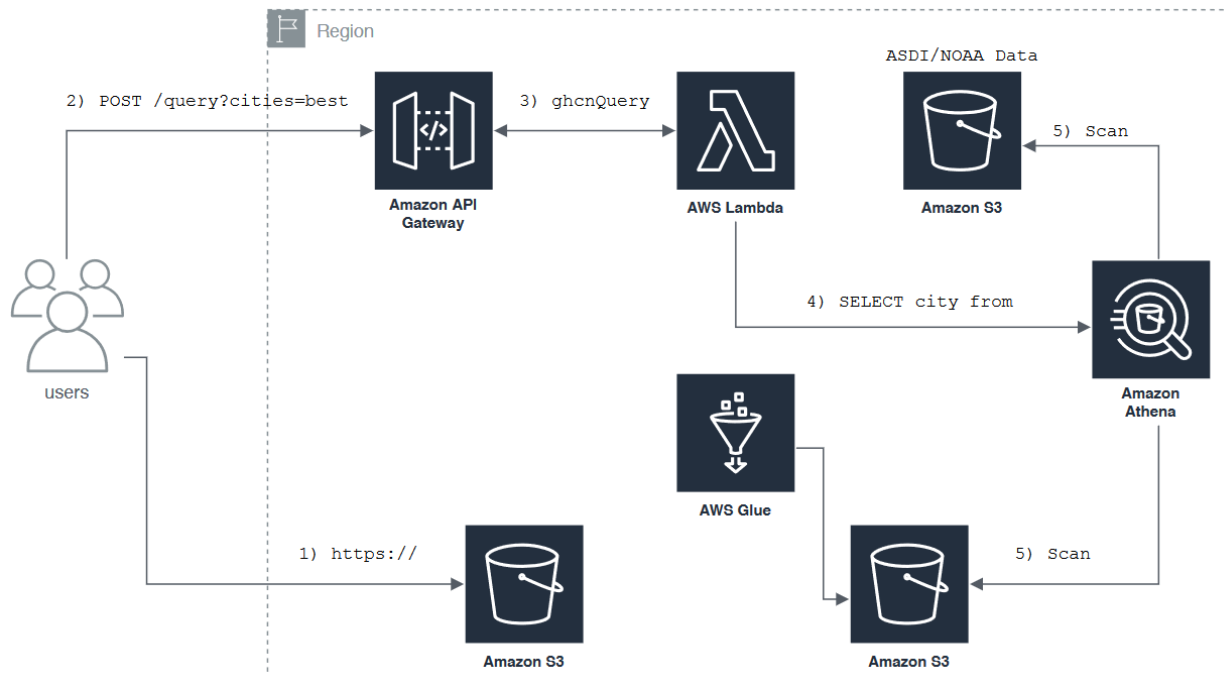 Region
ASDI/NOAA Data
2) POST /query?cities=best
3) ghcnQuery
5) Scan
Amazon API
Gateway
AWS Lambda
Amazon S3
4) SELECT city from
users
Amazon
Athena
AWS Glue
1) https://
5) Scan
Amazon S3
Amazon S3